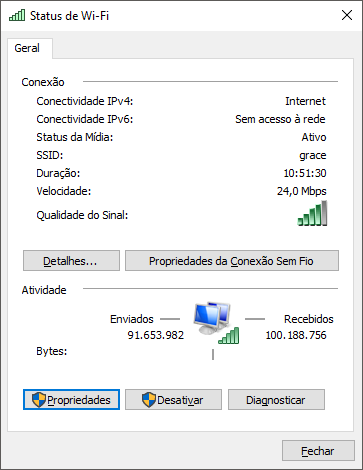 Status de Wi-Fi
Geral
Conexão
Conectividade IPv4: Internet
Conectividade IPv6: Sem acesso à rede
Status da Mídia: Ativo
SSID: grace
Duração: 10:51:30
Velocidade: 24,0 Mbps
Qualidade do Sinal:
Detalhes... Propriedades da Conexão Sem Fio
Atividade
Enviados Recebidos
Bytes: 91.653.982 100.188.756
Propriedades Desativar Diagnosticar
Fechar